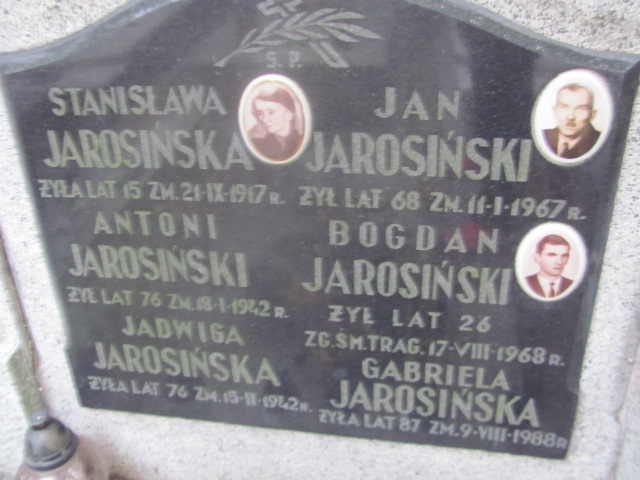 Ś. P.
STANISŁAWA
JAROSIŃSKA
ŻYŁA LAT 15 ZM. 21-IX-1917 R.
ANTONI
JAROSIŃSKI
ŻYŁ LAT 76 ZM. 18-I-1942 R.
JADWIGA
JAROSIŃSKA
ŻYŁA LAT 76 ZM. 15-II-1942 R.
JAN
JAROSIŃSKI
ŻYŁ LAT 68 ZM. 11-I-1967 R.
BOGDAN
JAROSIŃSKI
ŻYŁ LAT 26
ZG. ŚM. TRAG. 17-VIII-1968 R.
GABRIELA
JAROSIŃSKA
ŻYŁA LAT 87 ZM. 9-VIII-1988 R